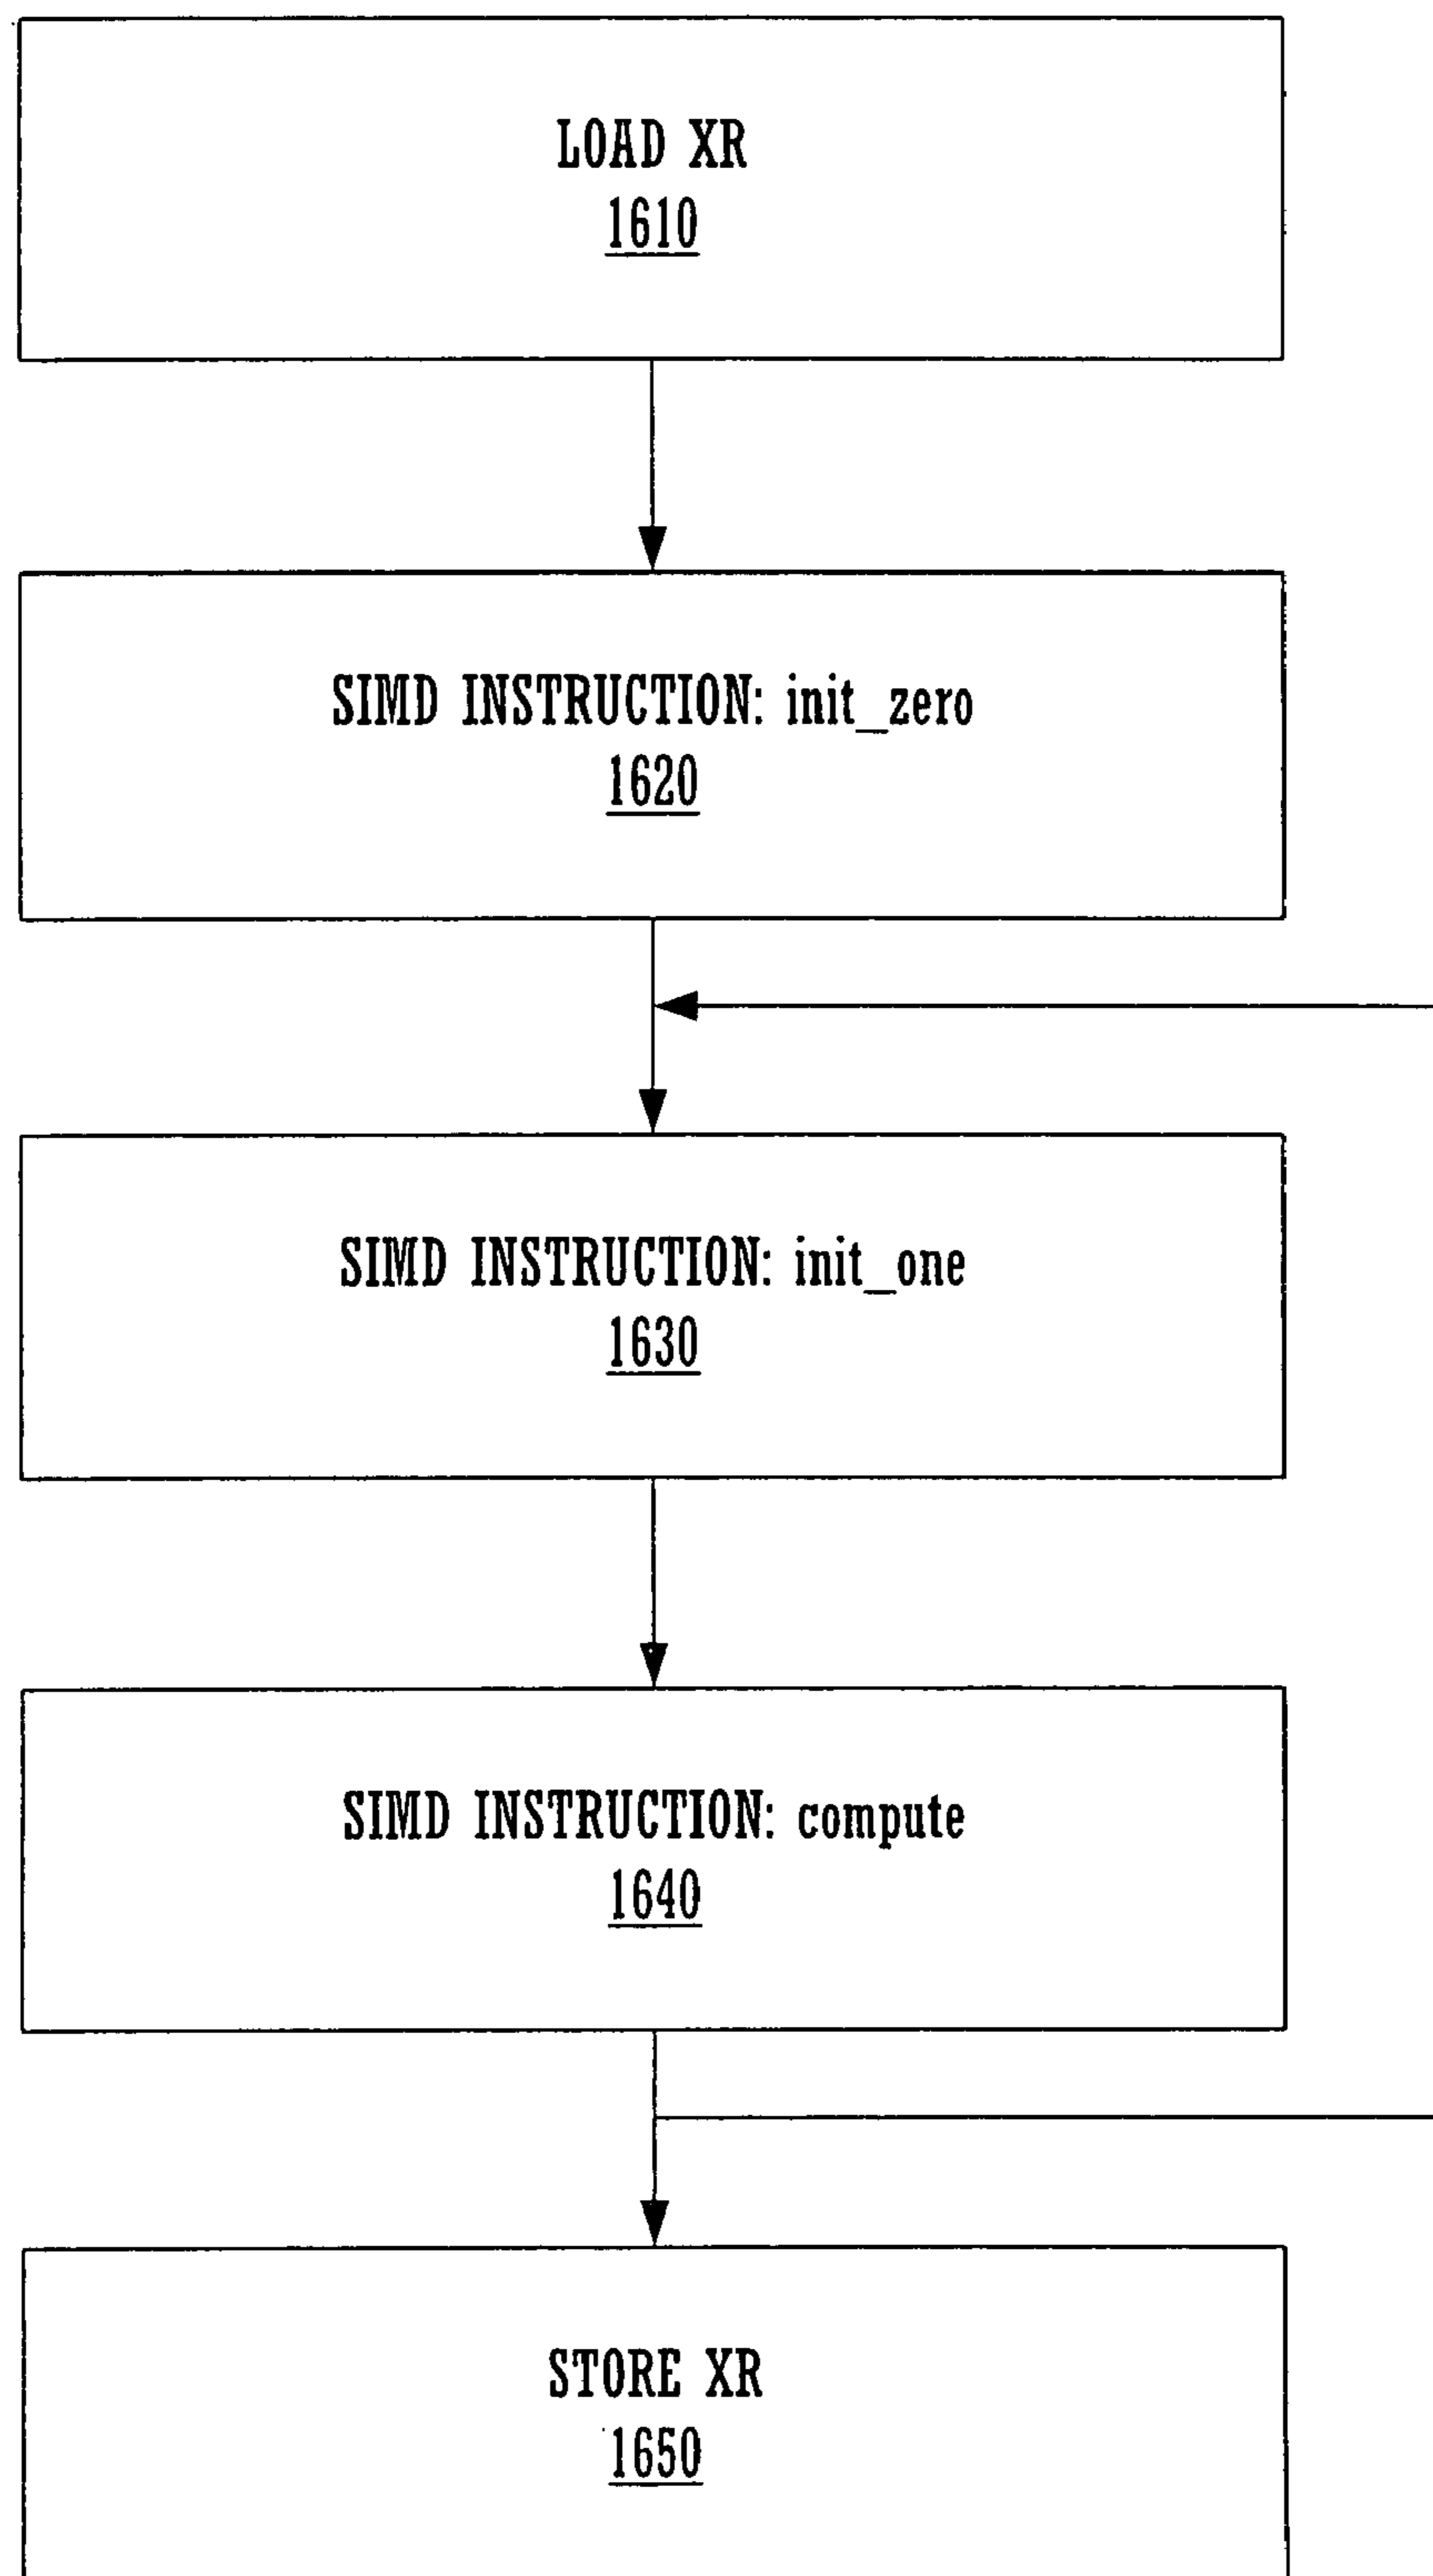 LOAD XR
1610
SIMD INSTRUCTION: init_zero
1620
SIMD INSTRUCTION: init_one
1630
SIMD INSTRUCTION: compute
1640
STORE XR
1650